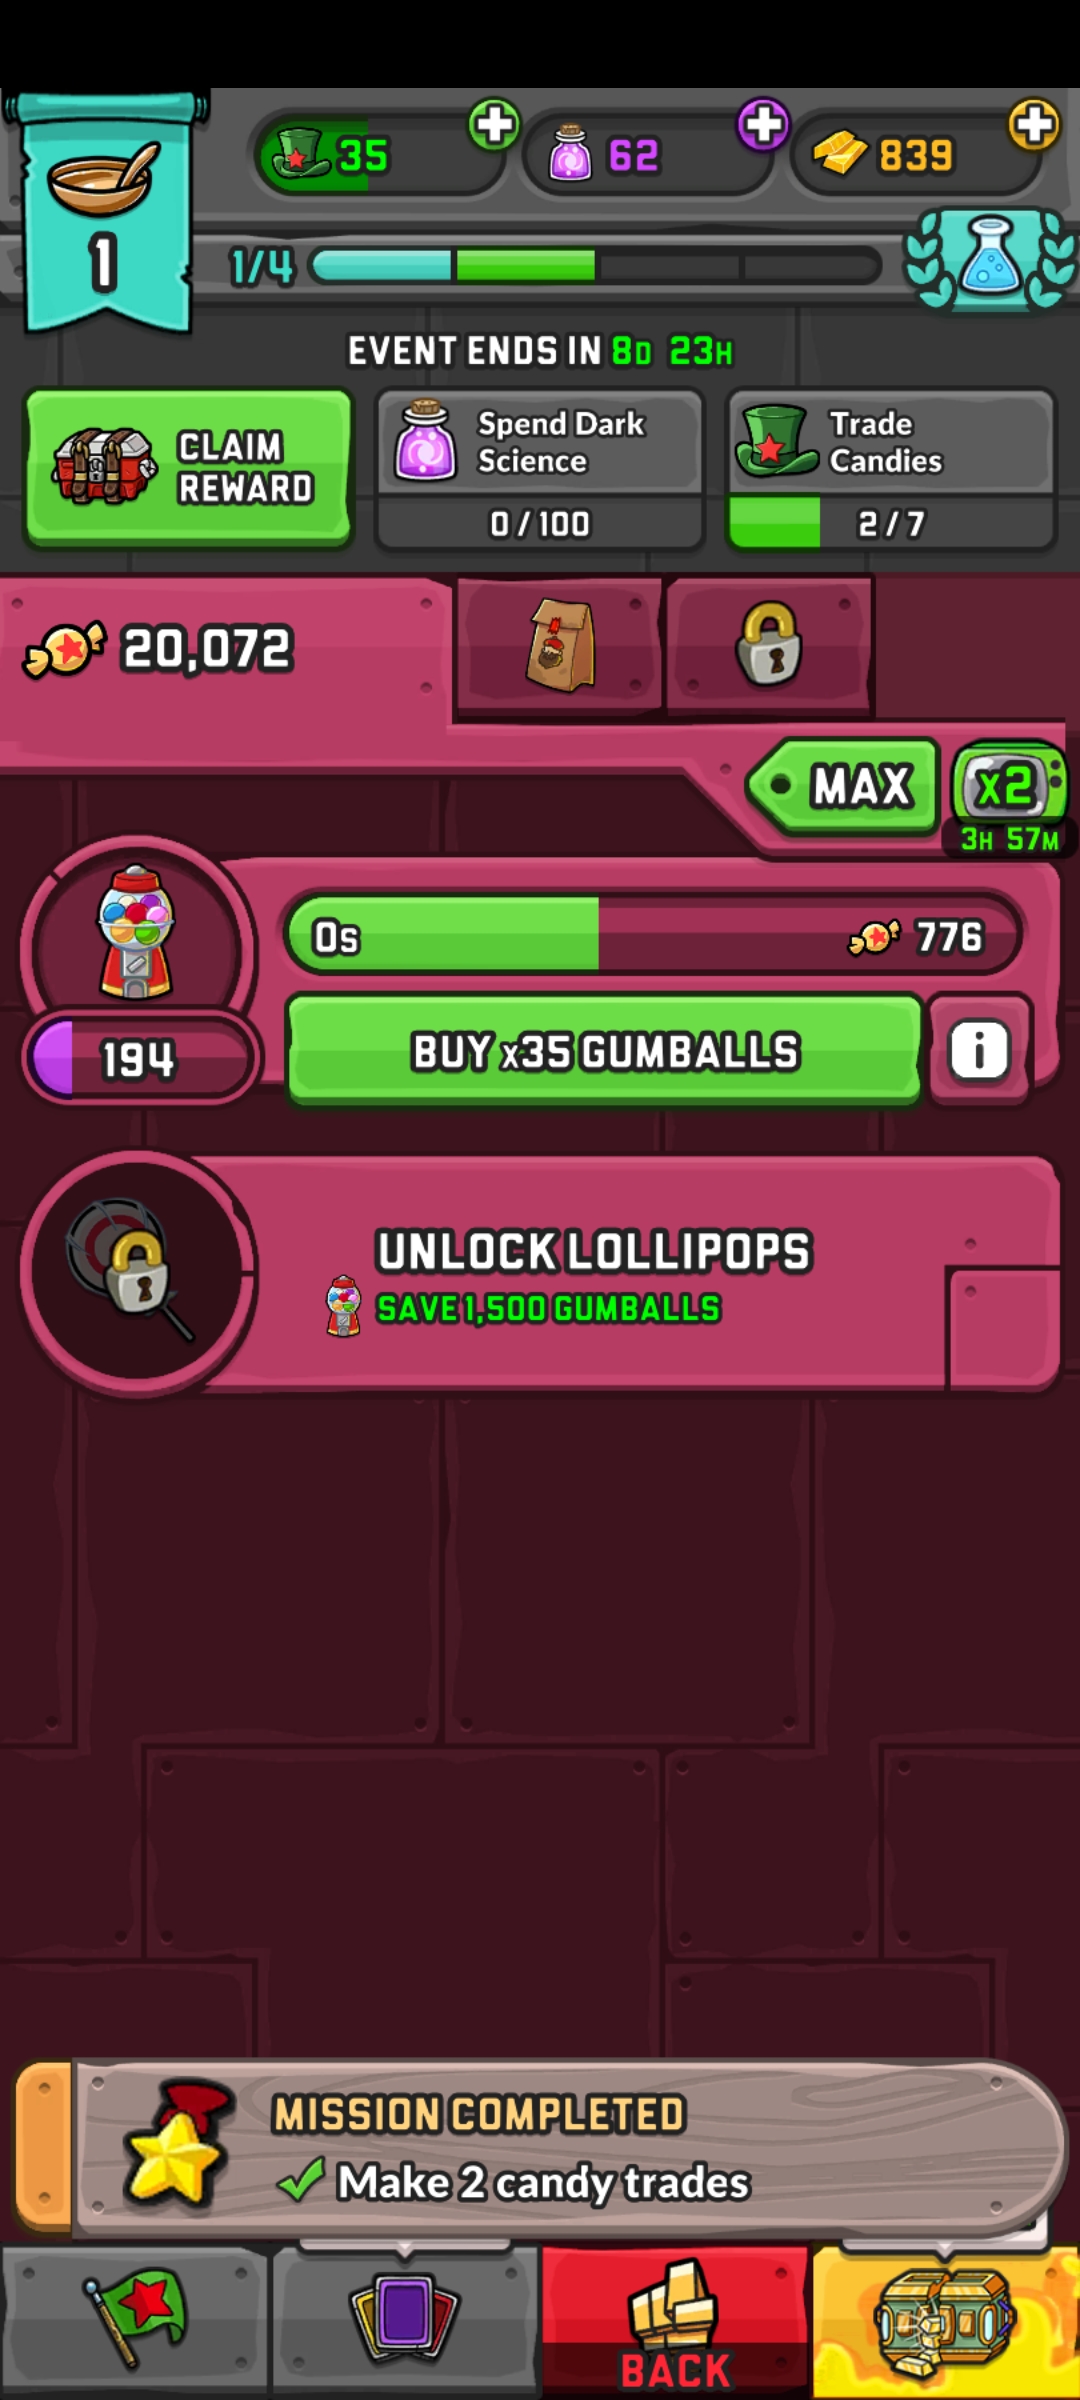 35
62
839
1
1/4
EVENT ENDS IN 8D 23H
CLAIM
REWARD
Spend Dark
Science
0/100
Trade
Candies
2/7
20,072
MAX
x2
3H 57M
0s
776
194
BUY x35 GUMBALLS
i
UNLOCK LOLLIPOPS
SAVE 1,500 GUMBALLS
MISSION COMPLETED
Make 2 candy trades
BACK